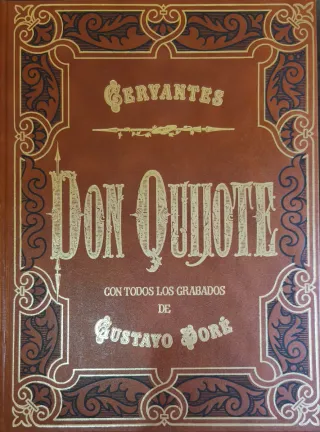 CERVANTES
DON QUIJOTE
CON TODOS LOS GRABADOS
DE
GUSTAVO DORÉ